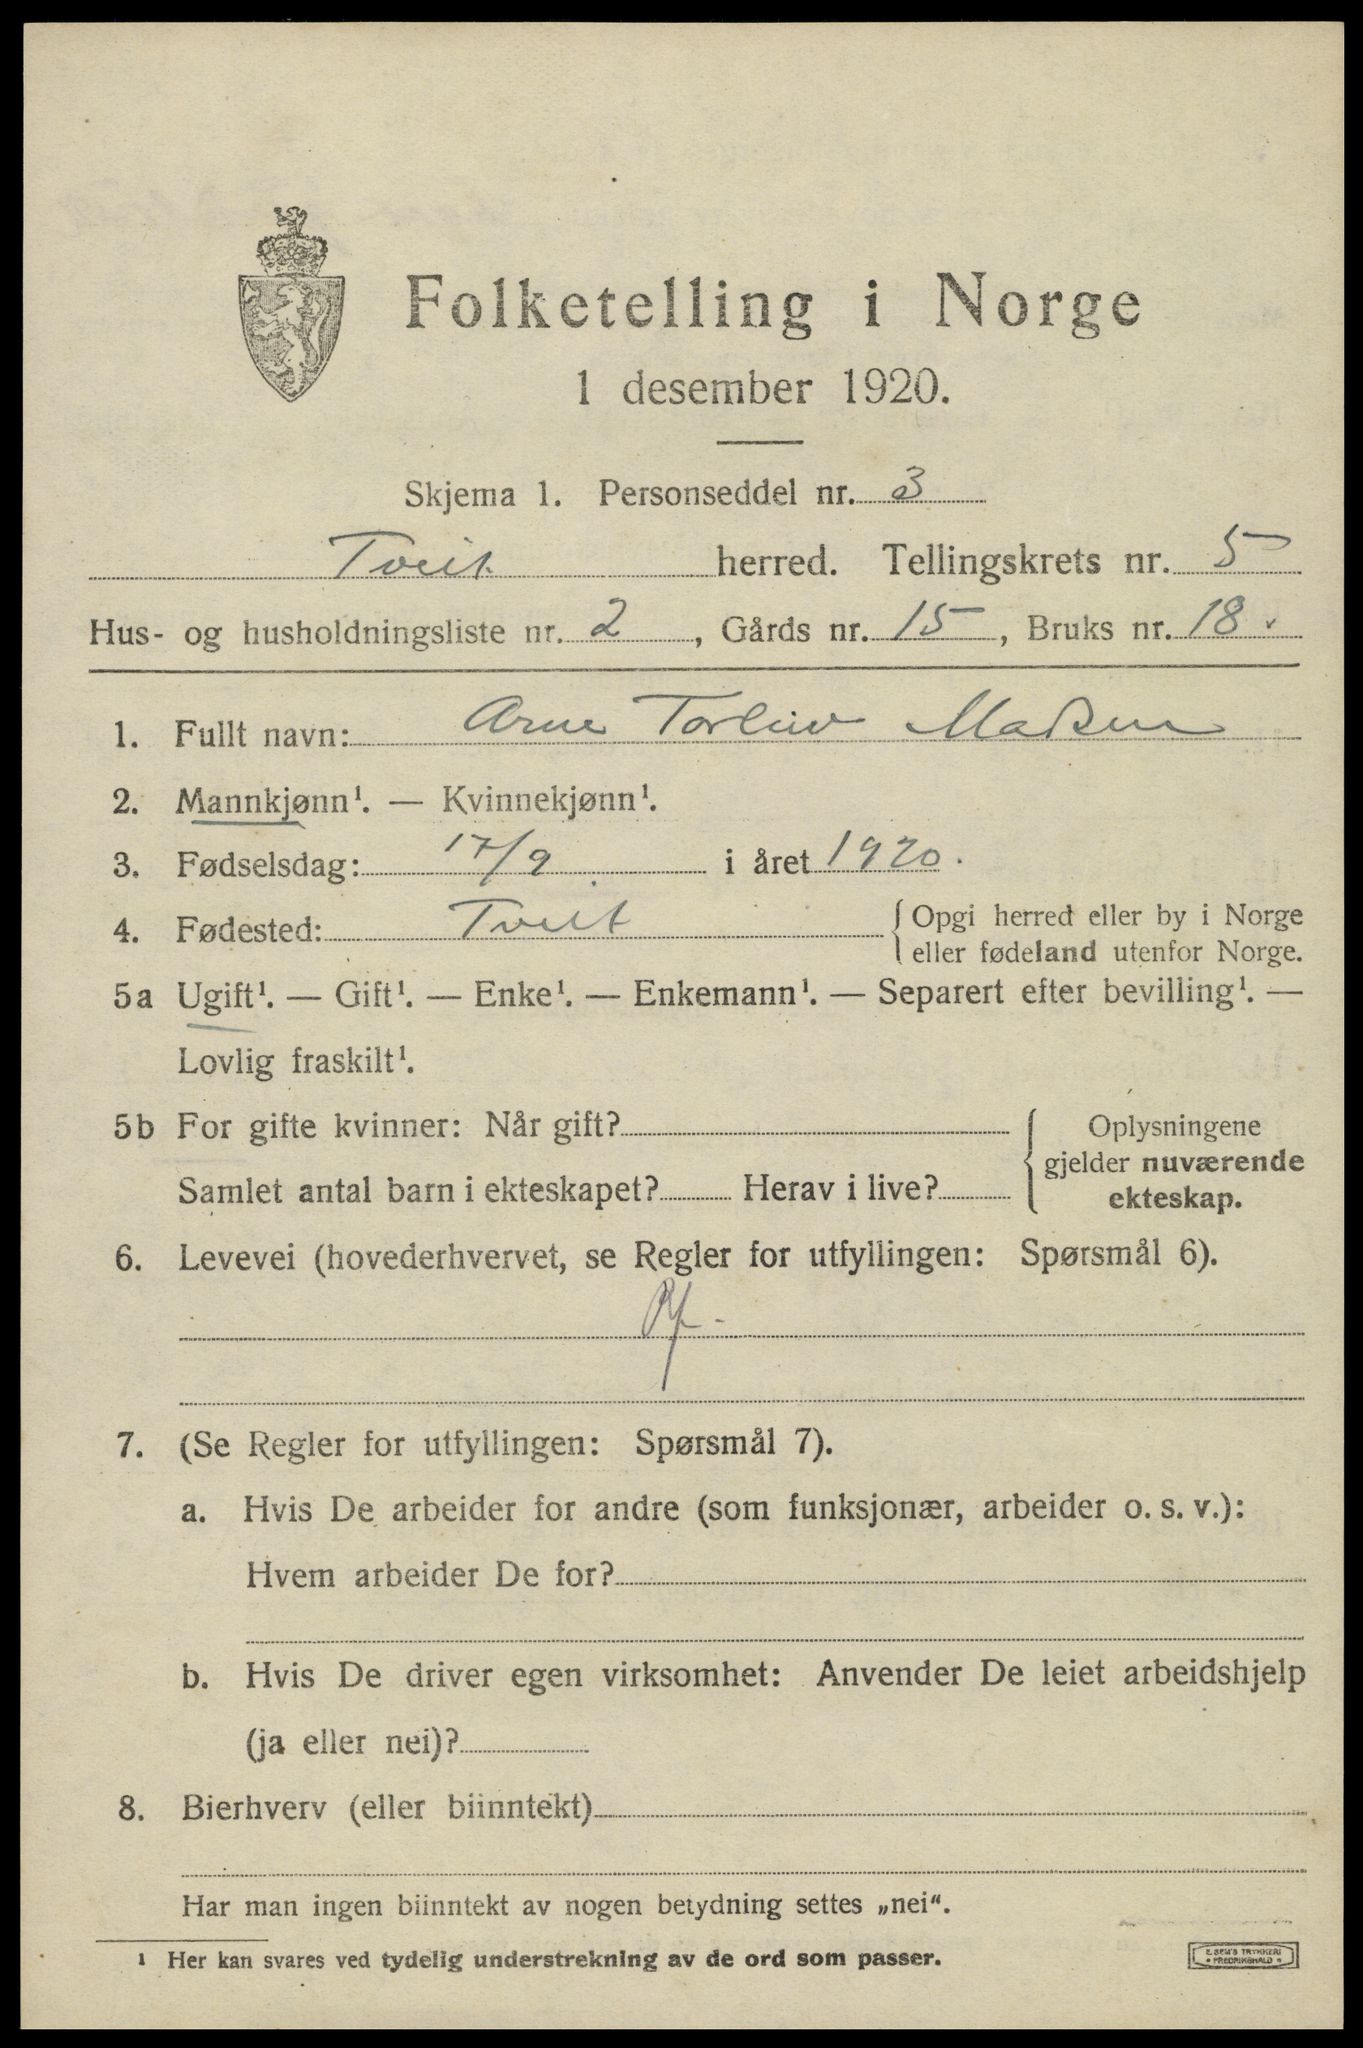 Folketelling i Norge
1 desember 1920.
Skjema 1. Personseddel nr. 3
Tveit herred. Tellingskrets nr. 5
Hus- og husholdningsliste nr. 2, Gårds nr. 15, Bruks nr. 18.
1. Fullt navn: Arne Torleiv Madsen
2. Mannkjønn¹. — Kvinnekjønn¹.
3. Fødselsdag: 17/9 i året 1920.
4. Fødested: Tveit { Opgi herred eller by i Norge
eller fødeland utenfor Norge.
5a Ugift¹. — Gift¹. — Enke¹. — Enkemann¹. — Separert efter bevilling¹. —
Lovlig fraskilt¹.
5b For gifte kvinner: Når gift? Oplysningene
gjelder nuværende
Samlet antal barn i ekteskapet? Herav i live? ekteskap.
6. Levevei (hovederhvervet, se Regler for utfyllingen: Spørsmål 6).
7. (Se Regler for utfyllingen: Spørsmål 7).
a. Hvis De arbeider for andre (som funksjonær, arbeider o. s. v.):
Hvem arbeider De for?
b. Hvis De driver egen virksomhet: Anvender De leiet arbeidshjelp
(ja eller nei)?
8. Bierhverv (eller biinntekt)
Har man ingen biinntekt av nogen betydning settes „nei“.
¹ Her kan svares ved tydelig understrekning av de ord som passer.
E. SEM'S TRYKKERI
• FREDRIKSHALD •